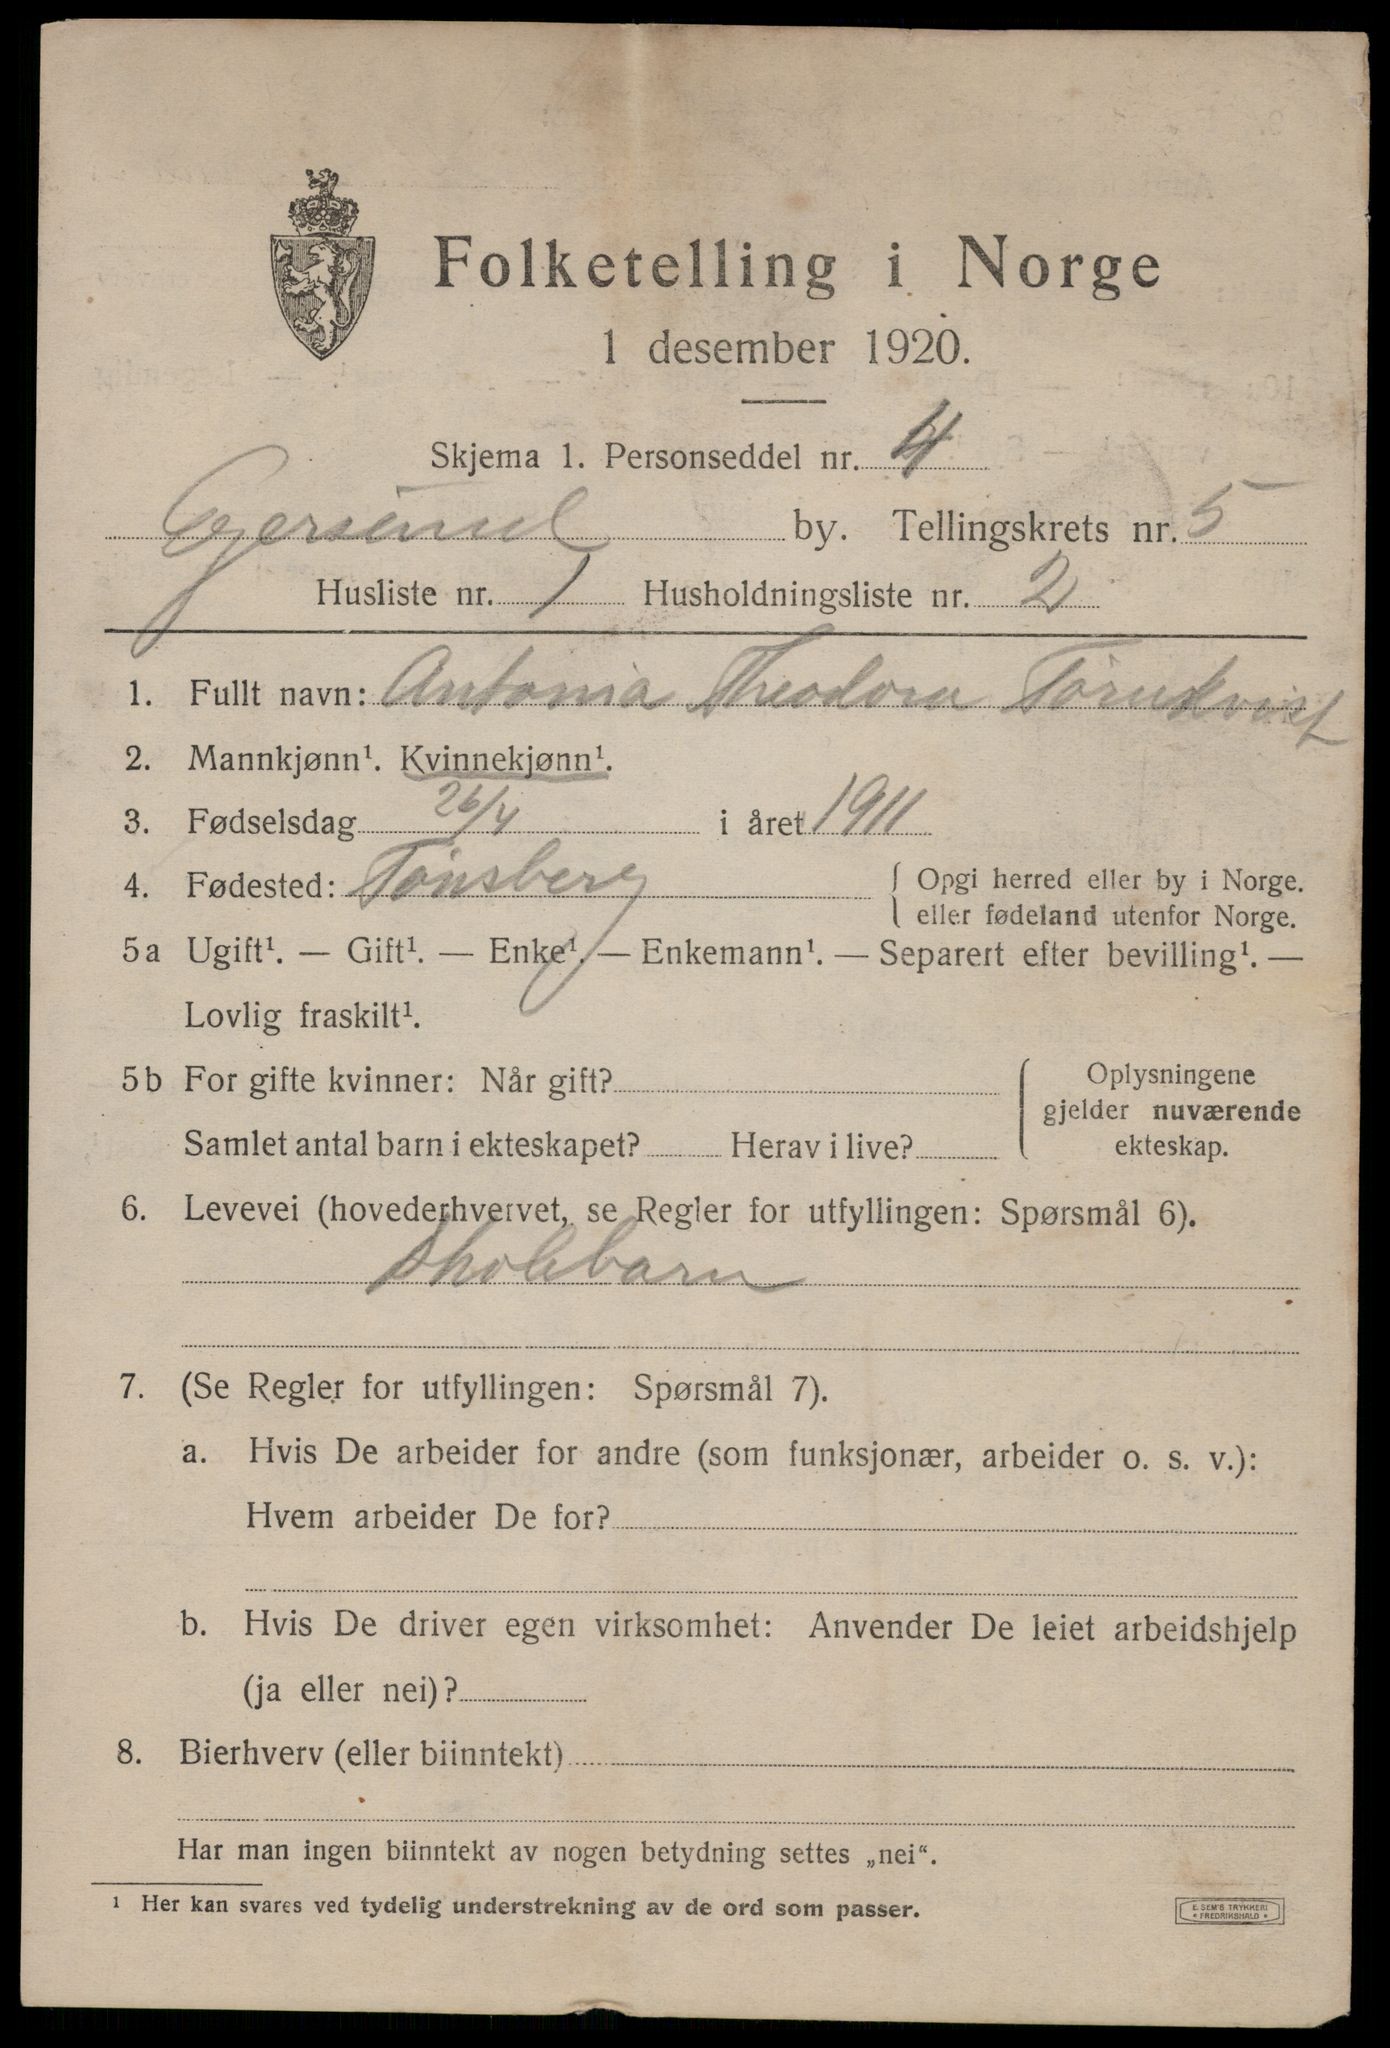 Folketelling i Norge
1 desember 1920.
Skjema 1. Personseddel nr. 4
by. Tellingskrets nr. 5
Husliste nr. 1 Husholdningsliste nr. 2
1. Fullt navn: Antonia Theodora Törnkvist
2. Mannkjønn¹. Kvinnekjønn¹.
3. Fødselsdag 26/4 i året 1911
4. Fødested: Tönsberg { Opgi herred eller by i Norge.
eller fødeland utenfor Norge.
5a Ugift¹. — Gift¹. — Enke¹. — Enkemann¹. — Separert efter bevilling¹. —
Lovlig fraskilt¹.
5b For gifte kvinner: Når gift?
Samlet antal barn i ekteskapet? Herav i live?
Oplysningene
gjelder nuværende
ekteskap.
6. Levevei (hovederhvervet, se Regler for utfyllingen: Spørsmål 6).
Skolebarn
7. (Se Regler for utfyllingen: Spørsmål 7).
a. Hvis De arbeider for andre (som funksjonær, arbeider o. s. v.):
Hvem arbeider De for?
b. Hvis De driver egen virksomhet: Anvender De leiet arbeidshjelp
(ja eller nei)?
8. Bierhverv (eller biinntekt)
Har man ingen biinntekt av nogen betydning settes „nei“.
¹ Her kan svares ved tydelig understrekning av de ord som passer.
E. SEM'S TRYKKERI
* FREDRIKSHALD *